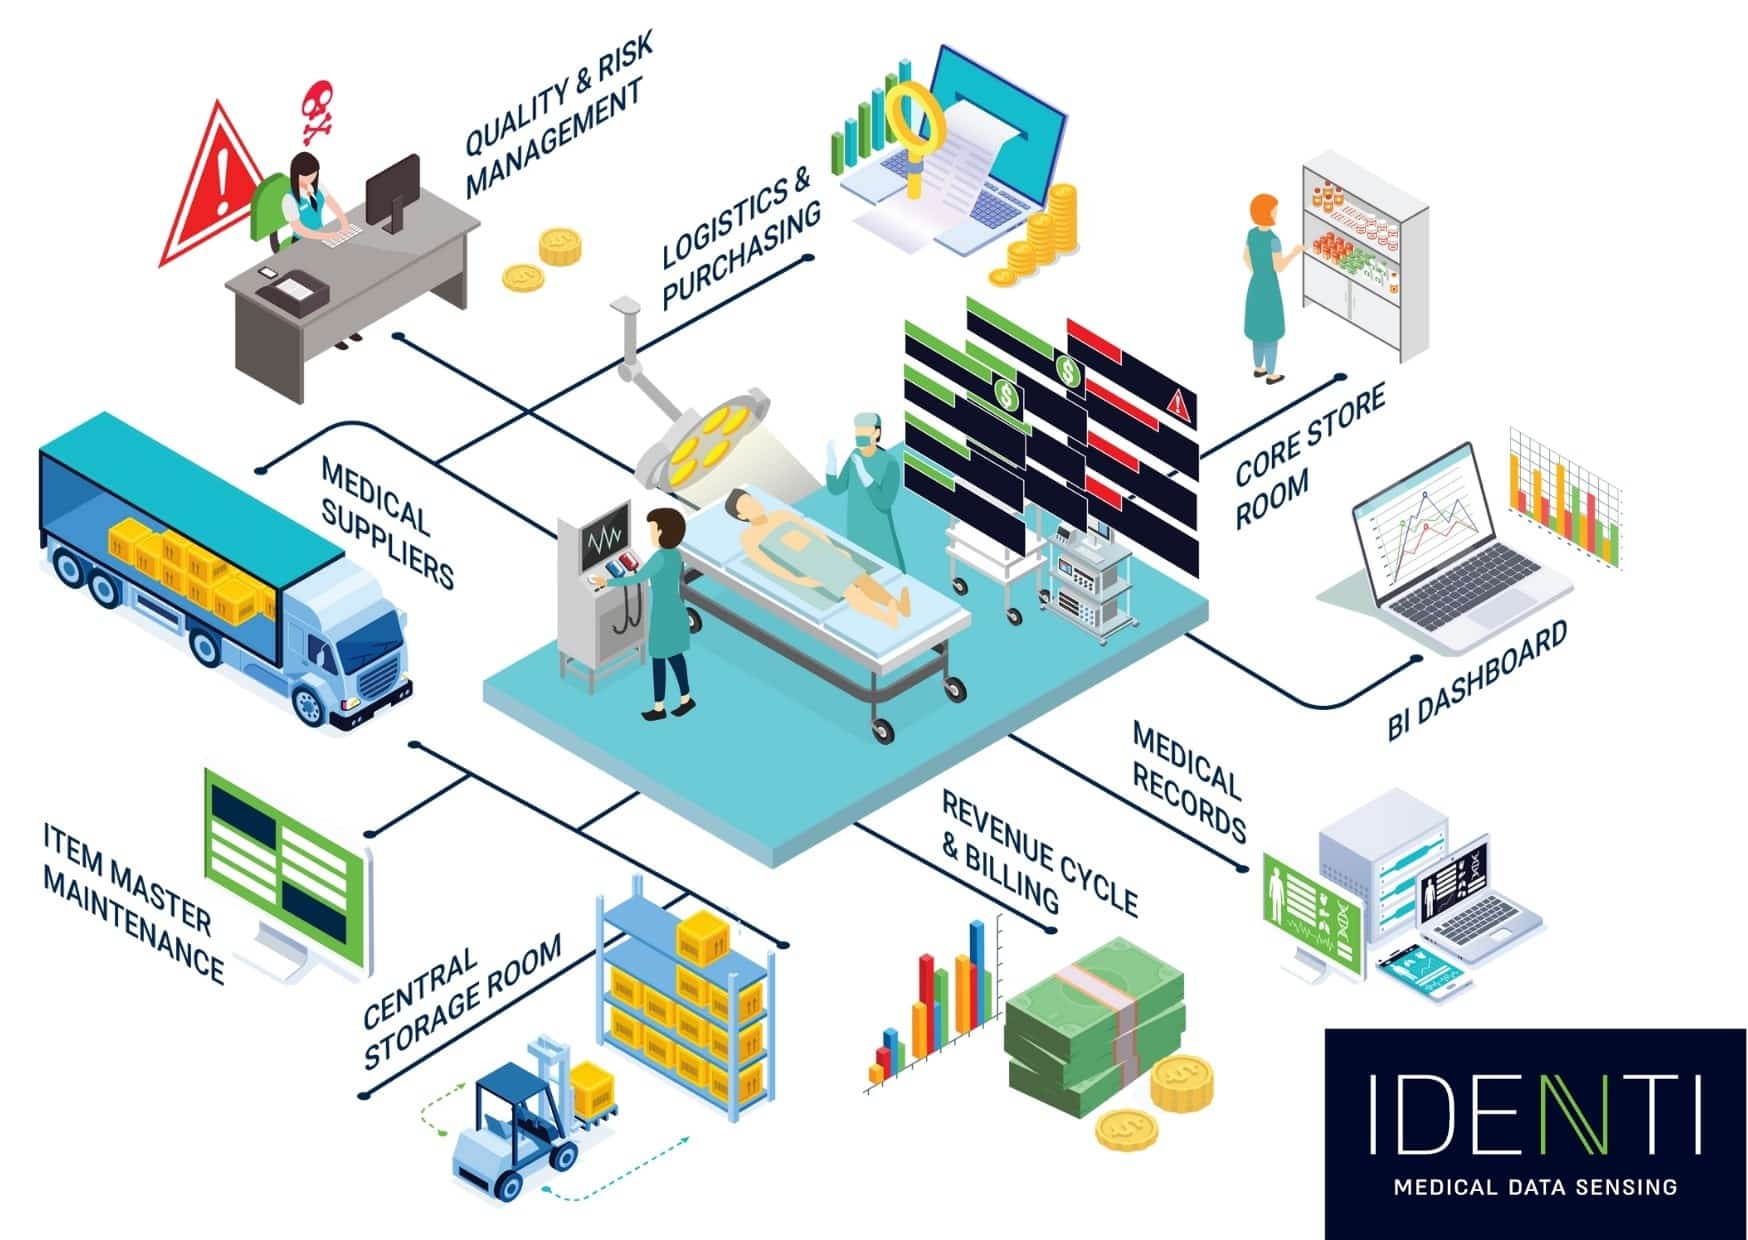 QUALITY & RISK
MANAGEMENT
LOGISTICS &
PURCHASING
CORE STORE
ROOM
MEDICAL
SUPPLIERS
BI DASHBOARD
MEDICAL
RECORDS
REVENUE CYCLE
& BILLING
ITEM MASTER
MAINTENANCE
CENTRAL
STORAGE ROOM
IDENTI
MEDICAL DATA SENSING